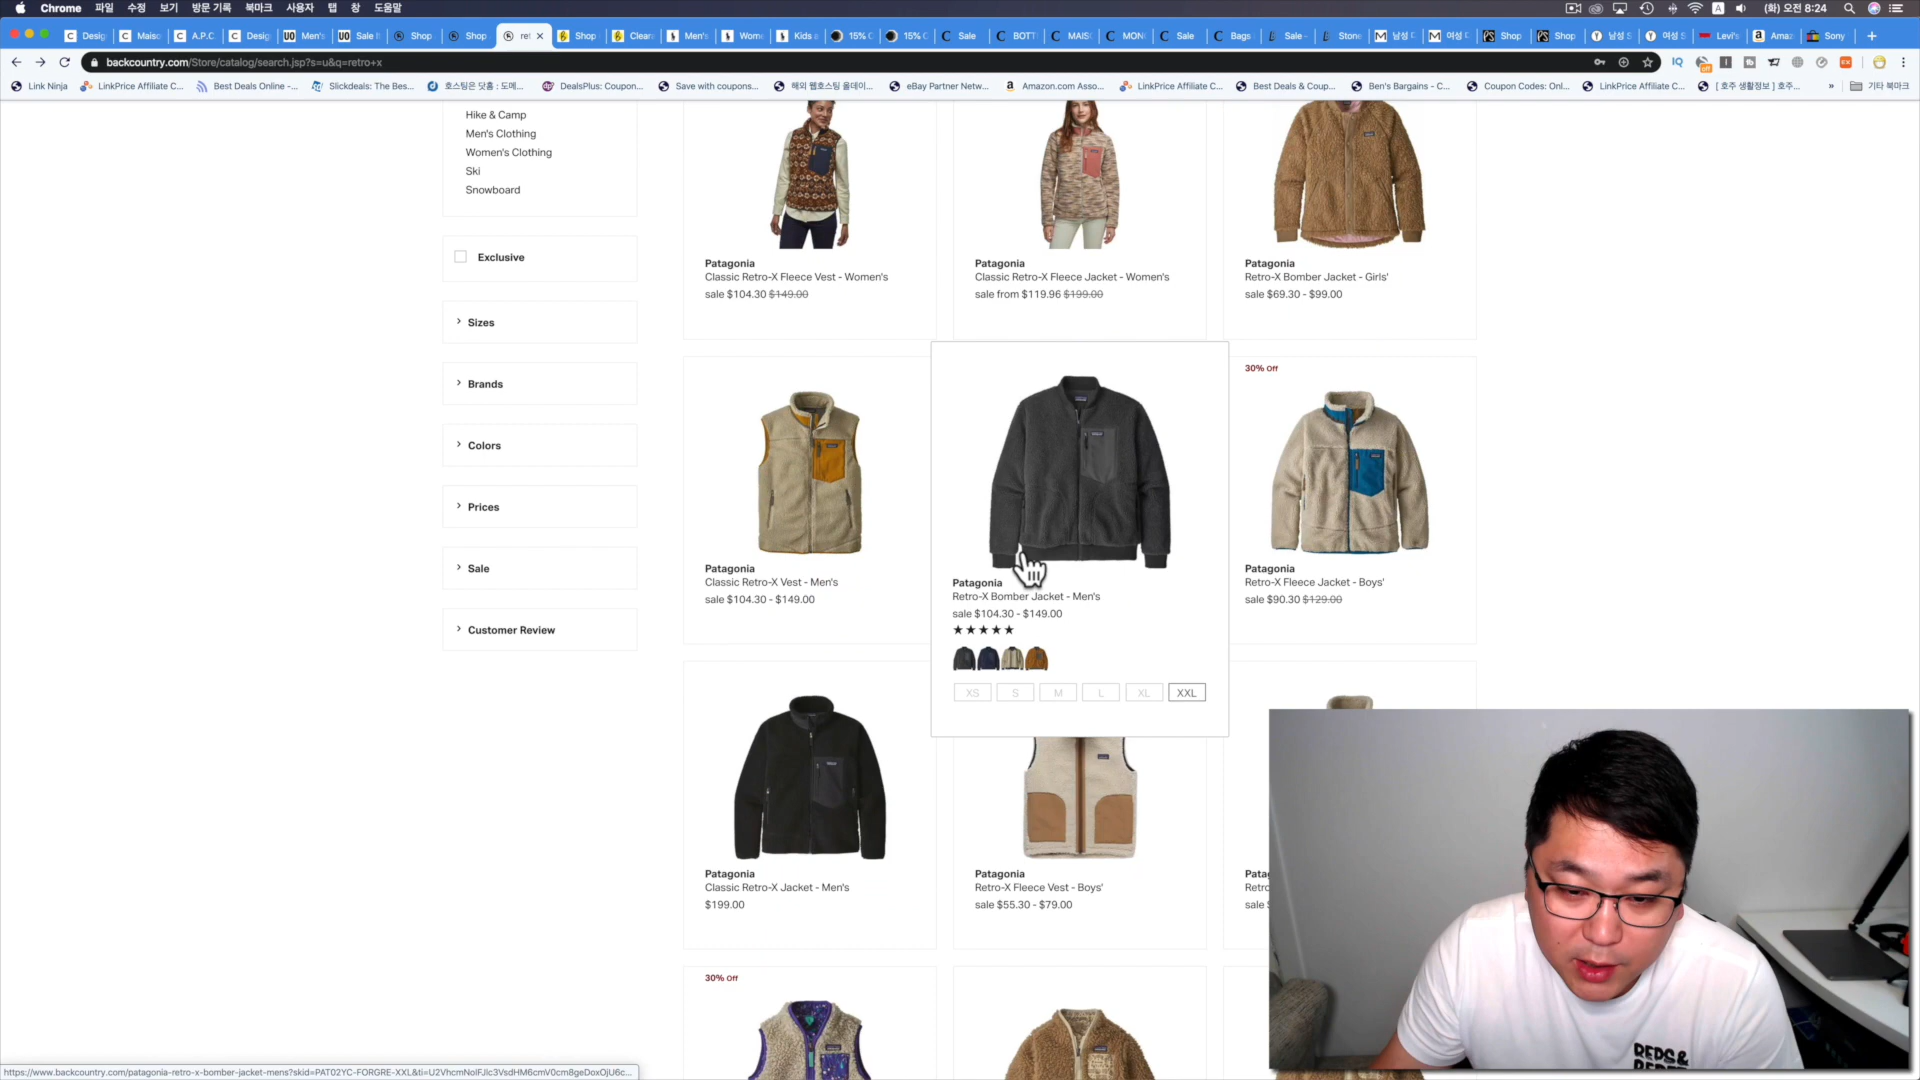 Chrome 파일 수정 보기 방문 기록 북마크 사용자 탭 창 도움말
A (화) 오전 8:24
Desig Maiso A.P.C Desig UO Men's UO Sale It Shop Shop ret Shop Clear Men's Wome Kids a 15% C 15% C Sale BOTT MAIS MON Sale Bags Sale - Stone 남성 여성 Shop Shop 남성 S 여성 S Levi's Amaz Sony
backcountry.com/Store/catalog/search.jsp?s=u&q=retro+x
Link Ninja LinkPrice Affiliate C... Best Deals Online -... Slickdeals: The Bes... 호스팅은 닷홈 : 도메... DealsPlus: Coupon... Save with coupons... 해외 웹호스팅 올데이... eBay Partner Netw... Amazon.com Asso... LinkPrice Affiliate C... Best Deals & Coup... Ben's Bargains - C... Coupon Codes: Onl... LinkPrice Affiliate C... [ 호주 생활정보 ] 호주... » 기타 북마크
Hike & Camp
Men's Clothing
Women's Clothing
Ski
Snowboard
Exclusive
Sizes
Brands
Colors
Prices
Sale
Customer Review
Patagonia
Classic Retro-X Fleece Vest - Women's
sale $104.30 $149.00
Patagonia
Classic Retro-X Fleece Jacket - Women's
sale from $119.96 $199.00
Patagonia
Retro-X Bomber Jacket - Girls'
sale $69.30 - $99.00
Patagonia
Classic Retro-X Vest - Men's
sale $104.30 - $149.00
Patagonia
Retro-X Bomber Jacket - Men's
sale $104.30 - $149.00
★★★★★
XS S M L XL XXL
30% Off
Patagonia
Retro-X Fleece Jacket - Boys'
sale $90.30 $129.00
Patagonia
Classic Retro-X Jacket - Men's
$199.00
Patagonia
Retro-X Fleece Vest - Boys'
sale $55.30 - $79.00
Patag
Retro
sale $
30% Off
https://www.backcountry.com/patagonia-retro-x-bomber-jacket-mens?skid=PAT02YC-FORGRE-XXL&ti=U2VhcmNoIFJlc3VsdHM6cmV0cm8geDoxOjU6c...